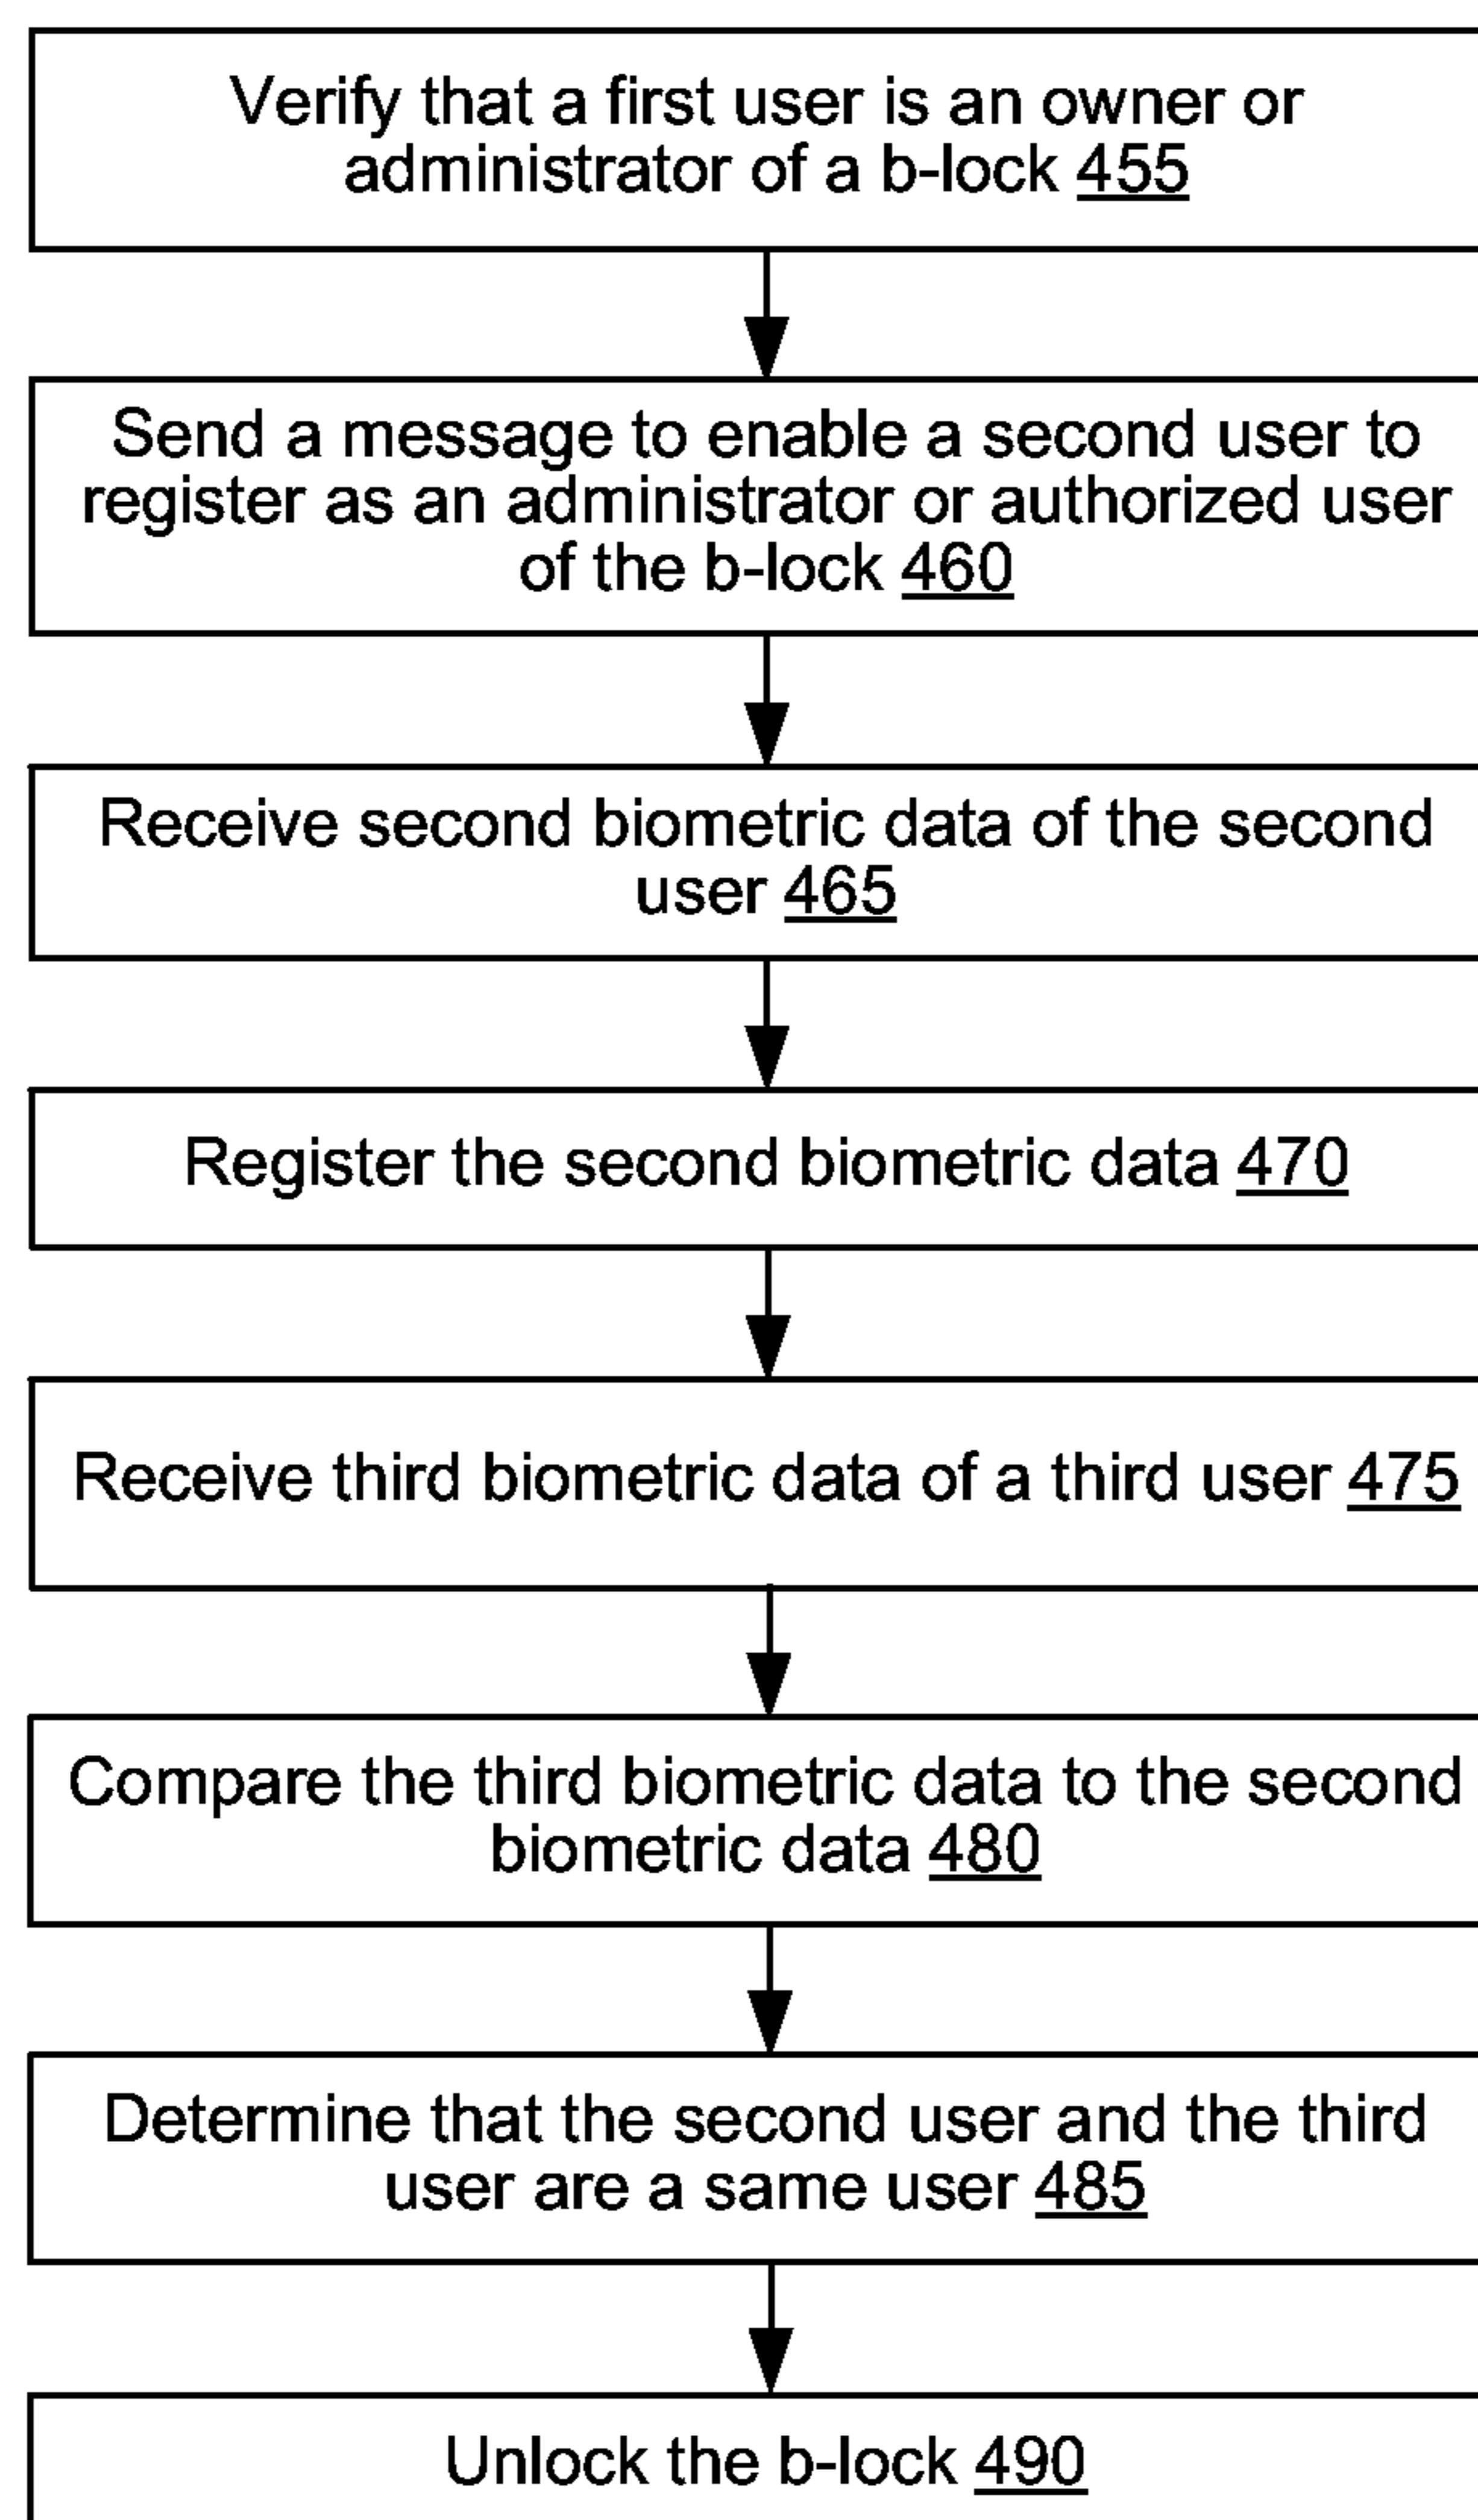 Verify that a first user is an owner or
administrator of a b-lock 455
Send a message to enable a second user to
register as an administrator or authorized user
of the b-lock 460
Receive second biometric data of the second
user 465
Register the second biometric data 470
Receive third biometric data of a third user 475
Compare the third biometric data to the second
biometric data 480
Determine that the second user and the third
user are a same user 485
Unlock the b-lock 490